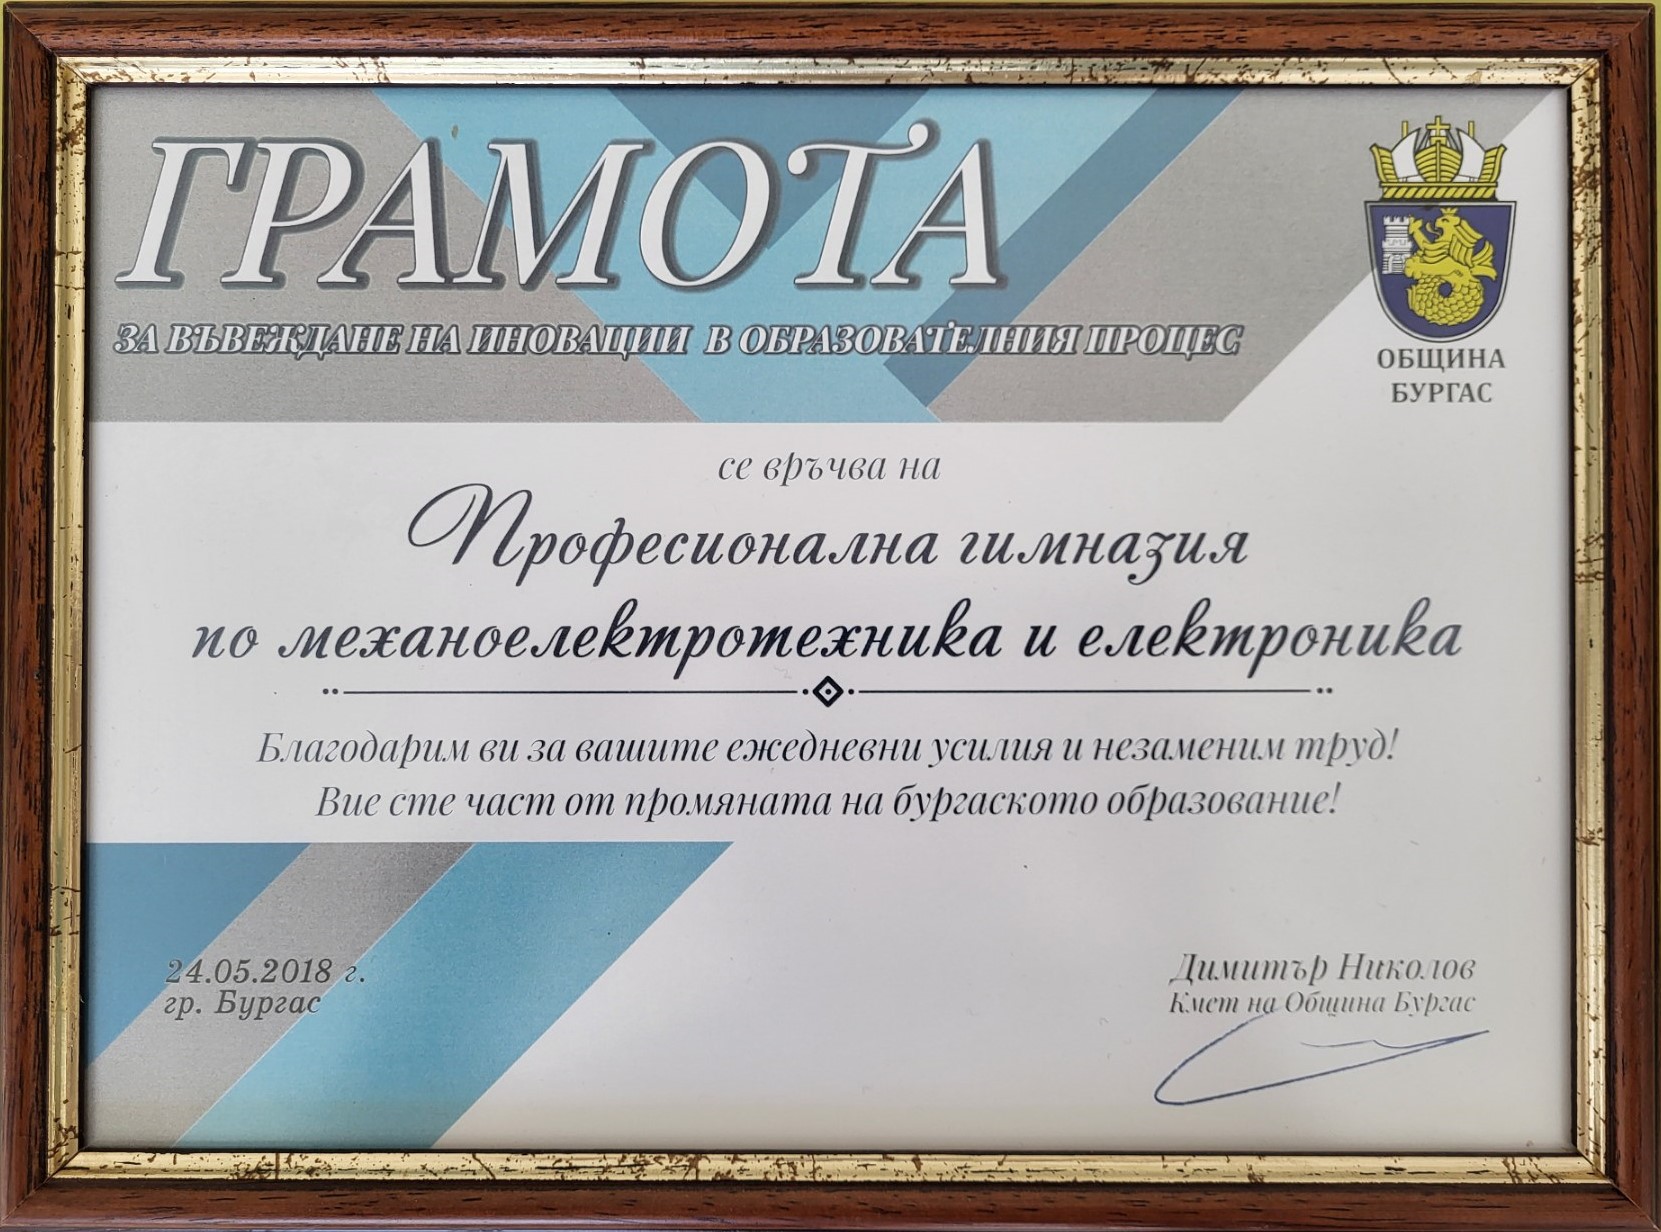 ГРАМОТА
ЗА ВЪВЕЖДАНЕ НА ИНОВАЦИИ В ОБРАЗОВАТЕЛНИЯ ПРОЦЕС
ОБЩИНА
БУРГАС
се връчва на
Професионална гимназия
по механоелектротехника и електроника
Благодарим ви за вашите ежедневни усилия и незаменим труд!
Вие сте част от промяната на бургаското образование!
24.05.2018 г.
гр. Бургас
Димитър Николов
Кмет на Община Бургас